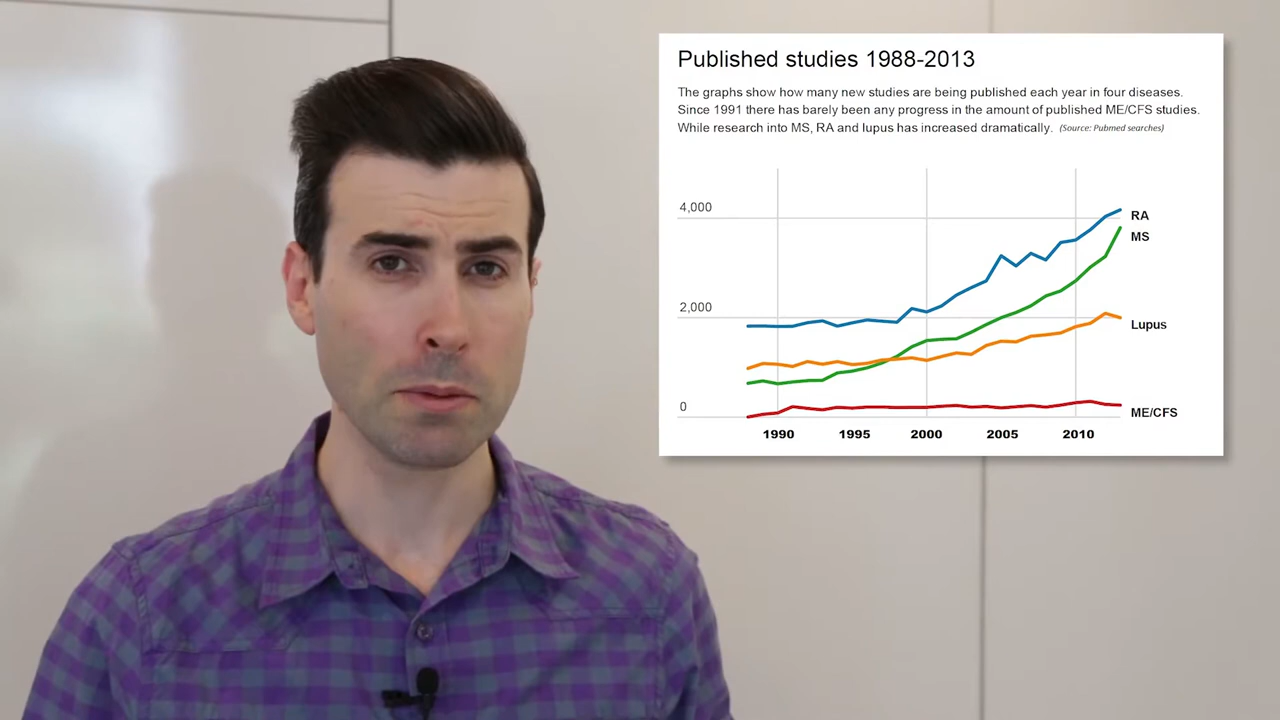 Published studies 1988-2013
The graphs show how many new studies are being published each year in four diseases.
Since 1991 there has barely been any progress in the amount of published ME/CFS studies.
While research into MS, RA and lupus has increased dramatically. (Source: Pubmed searches)
4,000
RA
MS
2,000
Lupus
0
ME/CFS
1990 1995 2000 2005 2010